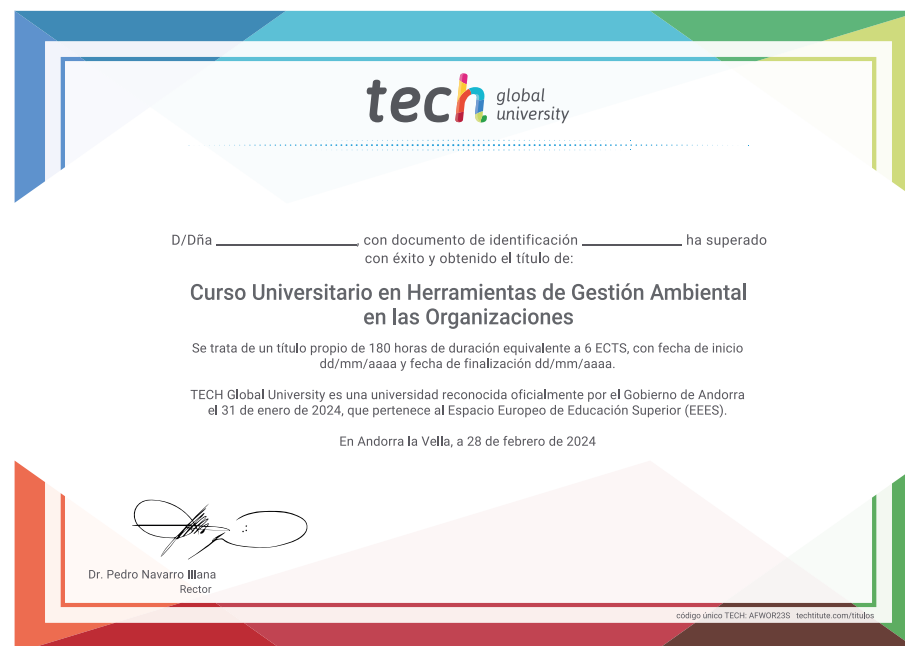 tech global
university
D/Dña ____________________, con documento de identificación ______________ ha superado
con éxito y obtenido el título de:
Curso Universitario en Herramientas de Gestión Ambiental
en las Organizaciones
Se trata de un título propio de 180 horas de duración equivalente a 6 ECTS, con fecha de inicio
dd/mm/aaaa y fecha de finalización dd/mm/aaaa.
TECH Global University es una universidad reconocida oficialmente por el Gobierno de Andorra
el 31 de enero de 2024, que pertenece al Espacio Europeo de Educación Superior (EEES).
En Andorra la Vella, a 28 de febrero de 2024
Dr. Pedro Navarro Illana
Rector
código único TECH: AFWOR23S techtitute.com/titulos